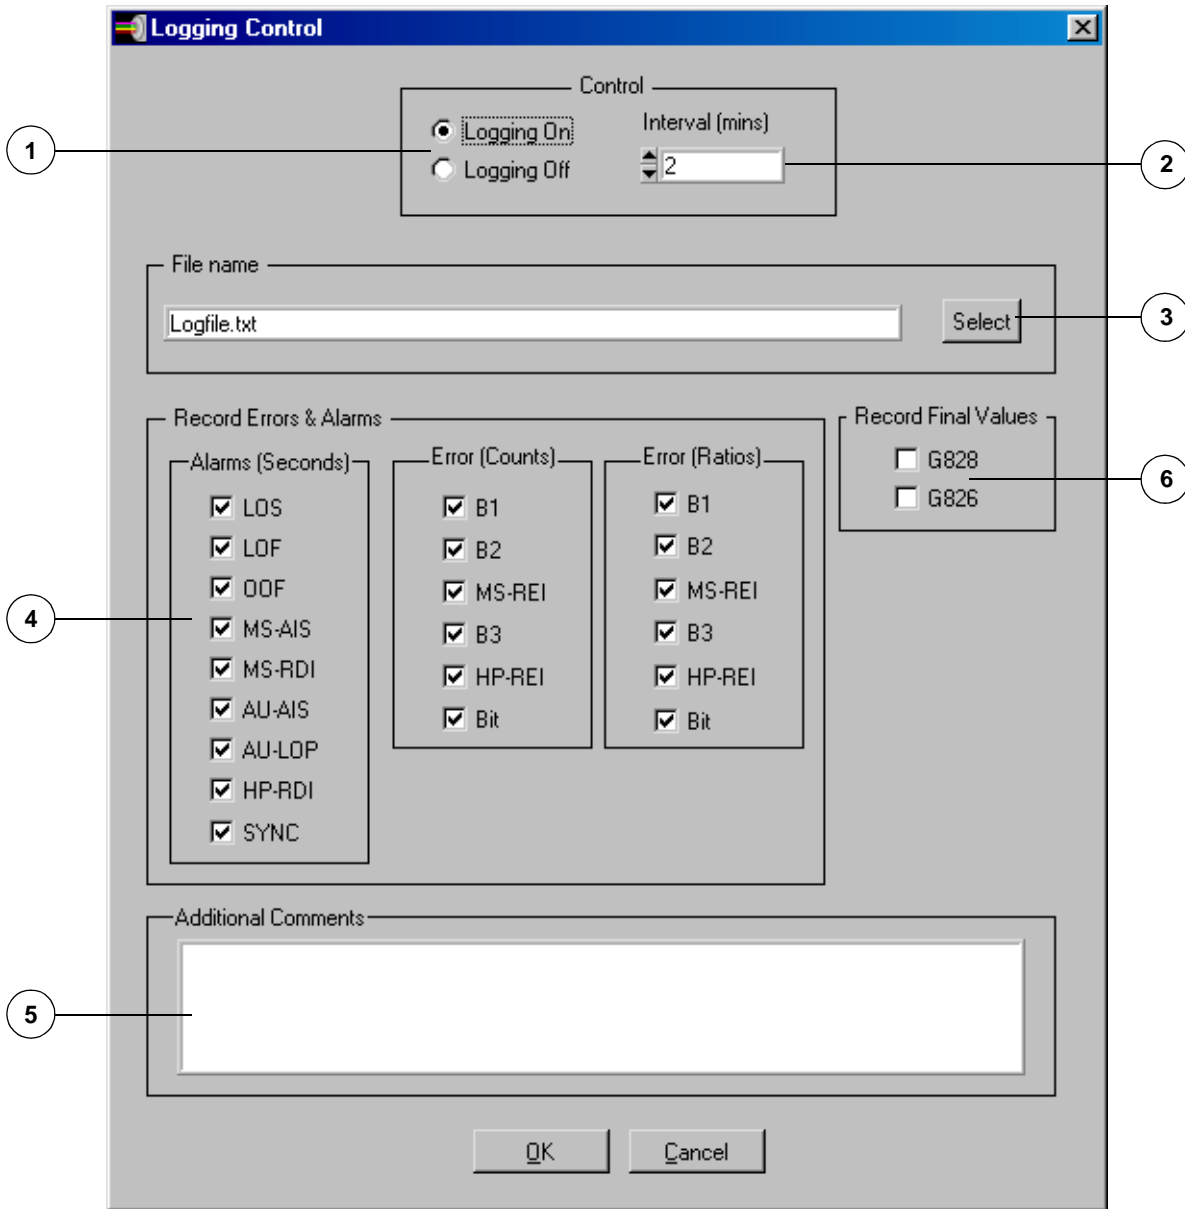 Logging Control
Control
1
Logging On
Interval (mins)
Logging Off
2
2
File name
Logfile.txt
Select
3
Record Errors & Alarms
Record Final Values
Alarms (Seconds)
Error (Counts)
Error (Ratios)
G828
G826
6
LOS
B1
B1
LOF
B2
B2
OOF
MS-REI
MS-REI
4
MS-AIS
B3
B3
MS-RDI
HP-REI
HP-REI
AU-AIS
Bit
Bit
AU-LOP
HP-RDI
SYNC
Additional Comments
5
OK
Cancel